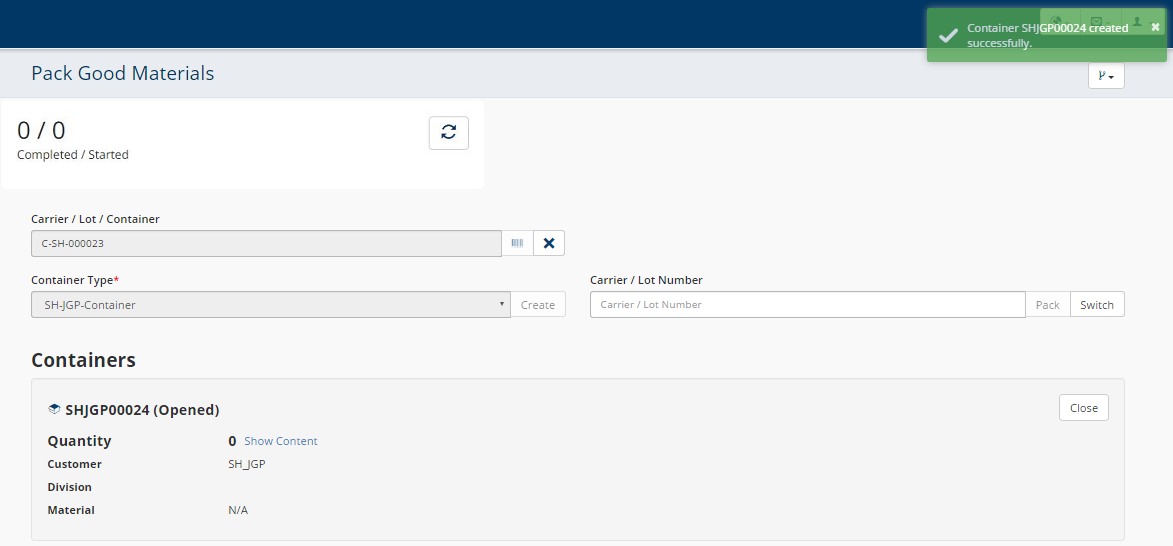 Container SHJGP00024 created
successfully.
Pack Good Materials
0 / 0
Completed / Started
Carrier / Lot / Container
C-SH-000023
Container Type*
SH-JGP-Container
Create
Carrier / Lot Number
Carrier / Lot Number
Pack
Switch
Containers
SHJGP00024 (Opened)
Close
Quantity 0 Show Content
Customer SH_JGP
Division
Material N/A